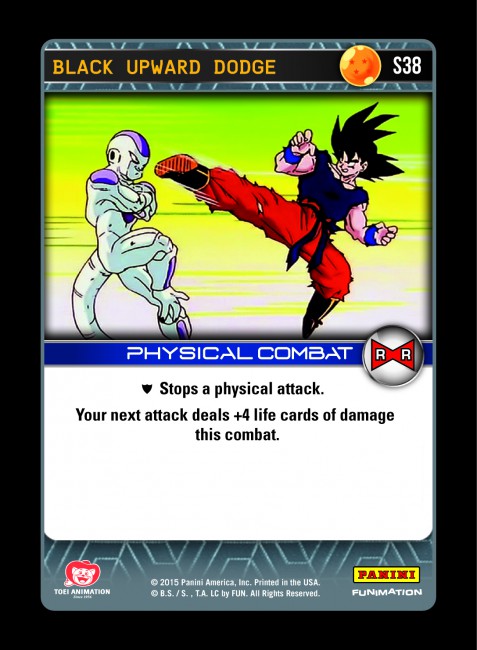 BLACK UPWARD DODGE S38
PHYSICAL COMBAT R R
Stops a physical attack.
Your next attack deals +4 life cards of damage
this combat.
TOEI ANIMATION
Since 1956
© 2015 Panini America, Inc. Printed in the USA.
© B.S. / S. , T.A. LC by FUN. All Rights Reserved.
PANINI
FUNIMATION